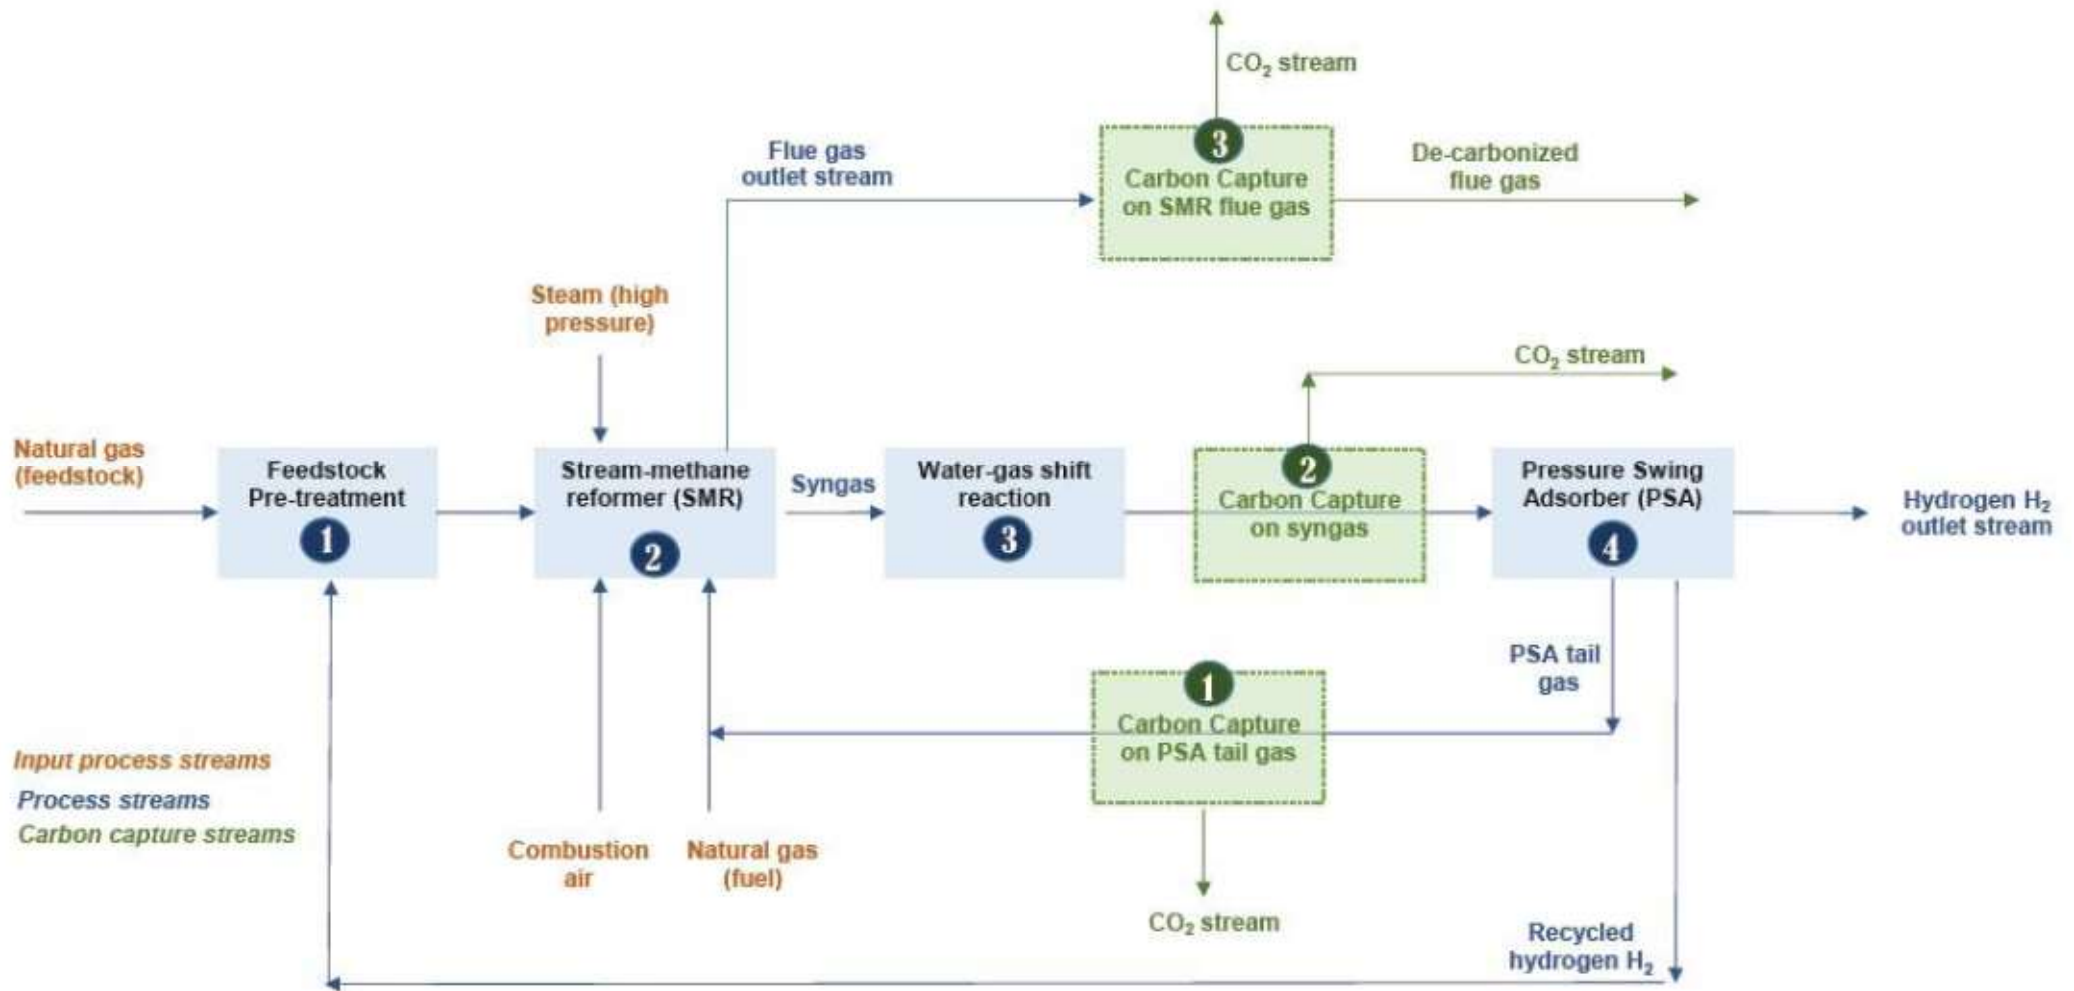 CO₂ stream
3
Carbon Capture
on SMR flue gas
Flue gas
outlet stream
De-carbonized
flue gas
Steam (high
pressure)
CO₂ stream
Natural gas
(feedstock)
Feedstock
Pre-treatment
1
Stream-methane
reformer (SMR)
2
Syngas
Water-gas shift
reaction
3
2
Carbon Capture
on syngas
Pressure Swing
Adsorber (PSA)
4
Hydrogen H₂
outlet stream
PSA tail
gas
1
Carbon Capture
on PSA tail gas
Input process streams
Process streams
Carbon capture streams
Combustion
air
Natural gas
(fuel)
CO₂ stream
Recycled
hydrogen H₂